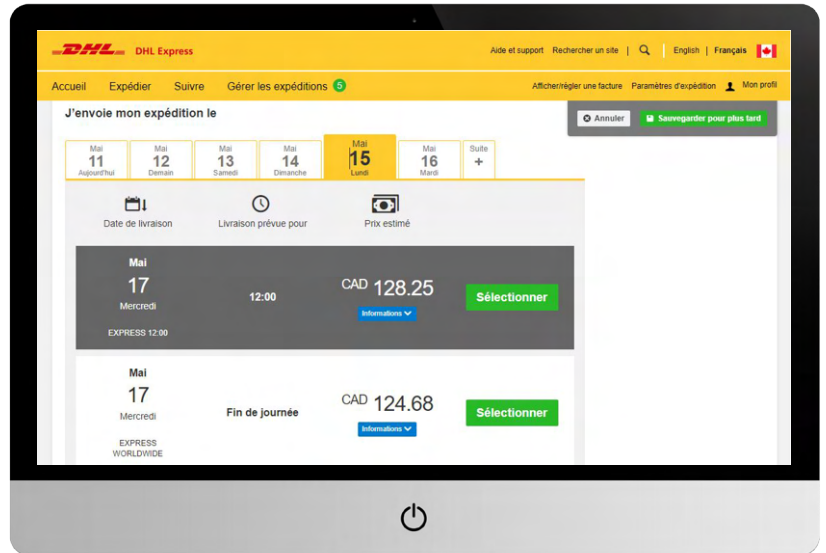 DHL DHL Express
Aide et support Rechercher un site | English | Français
Accueil Expédier Suivre Gérer les expéditions 5
Afficher/régler une facture Paramètres d'expédition Mon profil
J'envoie mon expédition le
Annuler Sauvegarder pour plus tard
Mai Mai Mai Mai Mai Mai Suite
11 12 13 14 15 16 +
Aujourd'hui Demain Samedi Dimanche Lundi Mardi
Date de livraison Livraison prévue pour Prix estimé
Mai
17
Mercredi
EXPRESS 12:00
12:00
CAD 128.25
Informations
Sélectionner
Mai
17
Mercredi
EXPRESS
WORLDWIDE
Fin de journée
CAD 124.68
Informations
Sélectionner